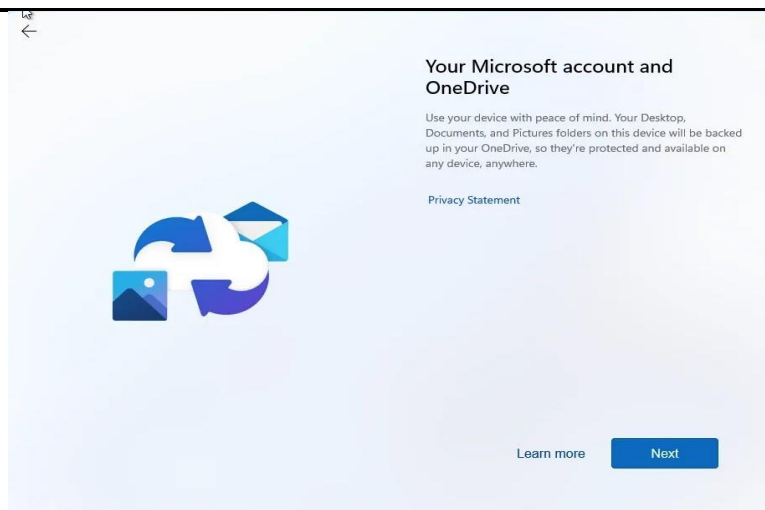 Your Microsoft account and
OneDrive
Use your device with peace of mind. Your Desktop,
Documents, and Pictures folders on this device will be backed
up in your OneDrive, so they're protected and available on
any device, anywhere.
Privacy Statement
Learn more
Next